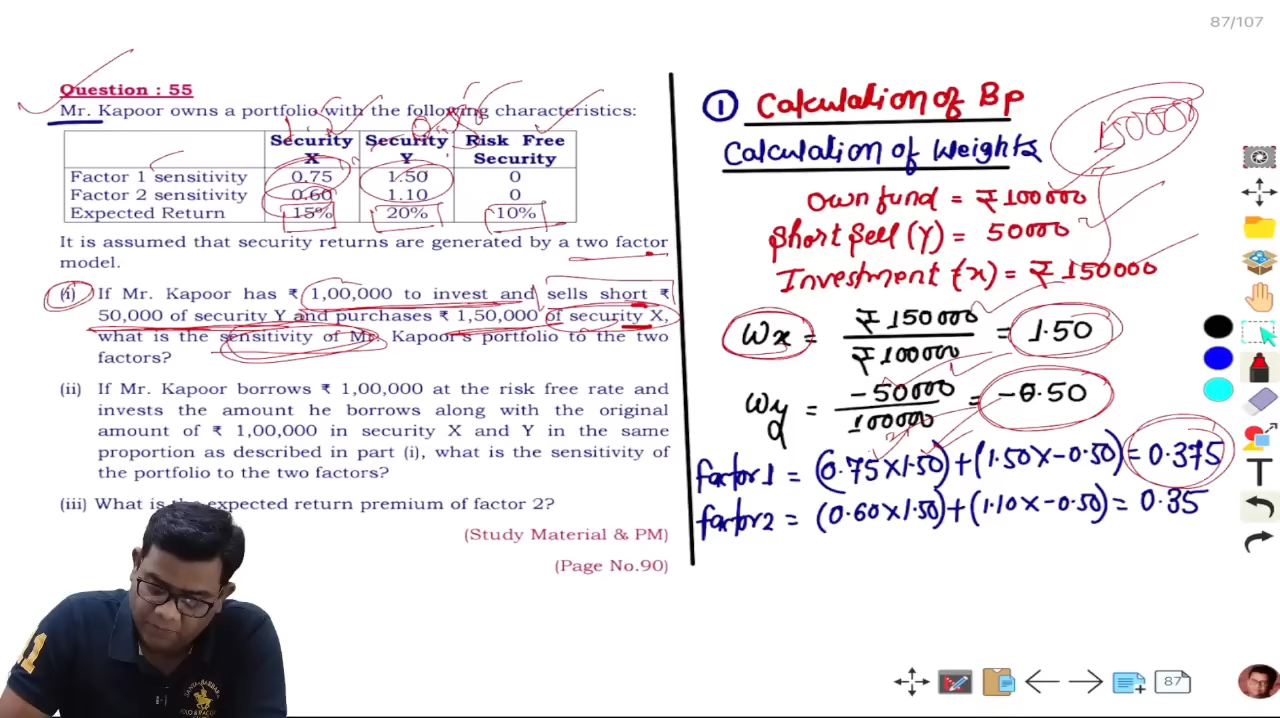 87/107
Question : 55
Mr. Kapoor owns a portfolio with the following characteristics:
Security X Security Y Risk Free Security
Factor 1 sensitivity 0.75 1.50 0
Factor 2 sensitivity 0.60 1.10 0
Expected Return 15% 20% 10%
It is assumed that security returns are generated by a two factor
model.
(i) If Mr. Kapoor has ₹ 1,00,000 to invest and sells short ₹
50,000 of security Y and purchases ₹ 1,50,000 of security X,
what is the sensitivity of Mr. Kapoor's portfolio to the two
factors?
(ii) If Mr. Kapoor borrows ₹ 1,00,000 at the risk free rate and
invests the amount he borrows along with the original
amount of ₹ 1,00,000 in security X and Y in the same
proportion as described in part (i), what is the sensitivity of
the portfolio to the two factors?
(iii) What is the expected return premium of factor 2?
(Study Material & PM)
(Page No.90)
① Calculation of Bp
Calculation of Weights
150000
Own fund = ₹ 100000
Short Sell (Y) = 50000
Investment (x) = ₹ 150000
Wx = ₹ 150000 / ₹ 100000 = 1.50
Wy = -50000 / 100000 = -0.50
factor 1 = (0.75 x 1.50) + (1.50 x -0.50) = 0.375
factor 2 = (0.60 x 1.50) + (1.10 x -0.50) = 0.35
87